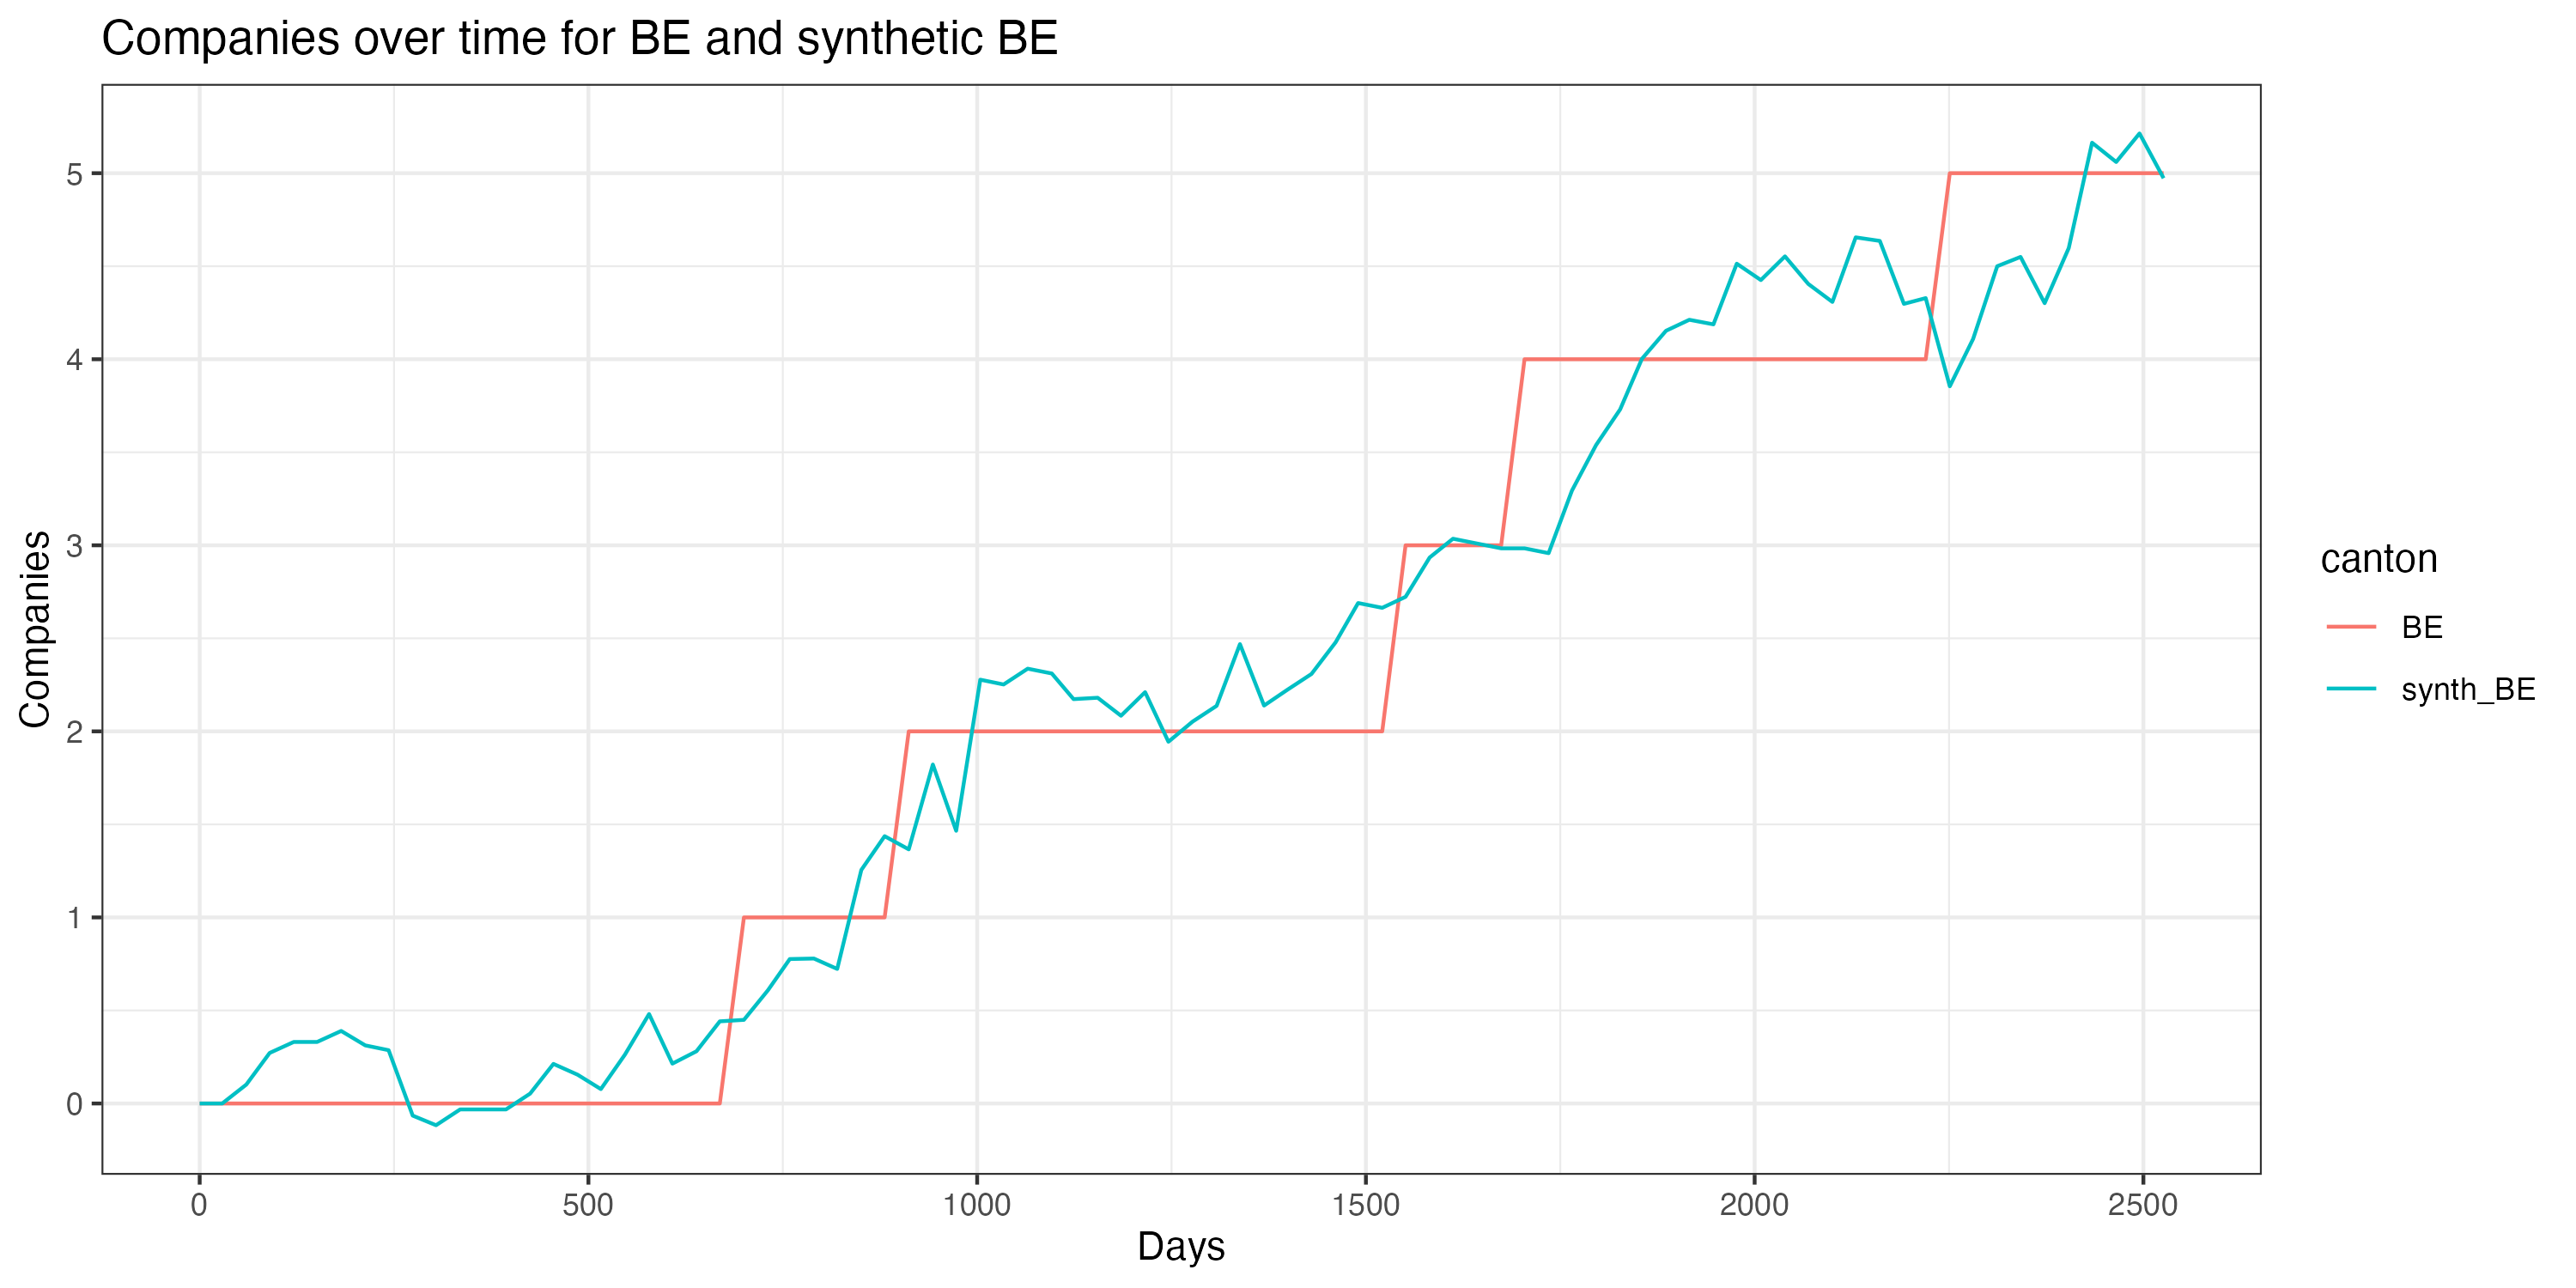 Companies over time for BE and synthetic BE
Companies
5
4
3
2
1
0
0 500 1000 1500 2000 2500
Days
canton
BE
synth_BE